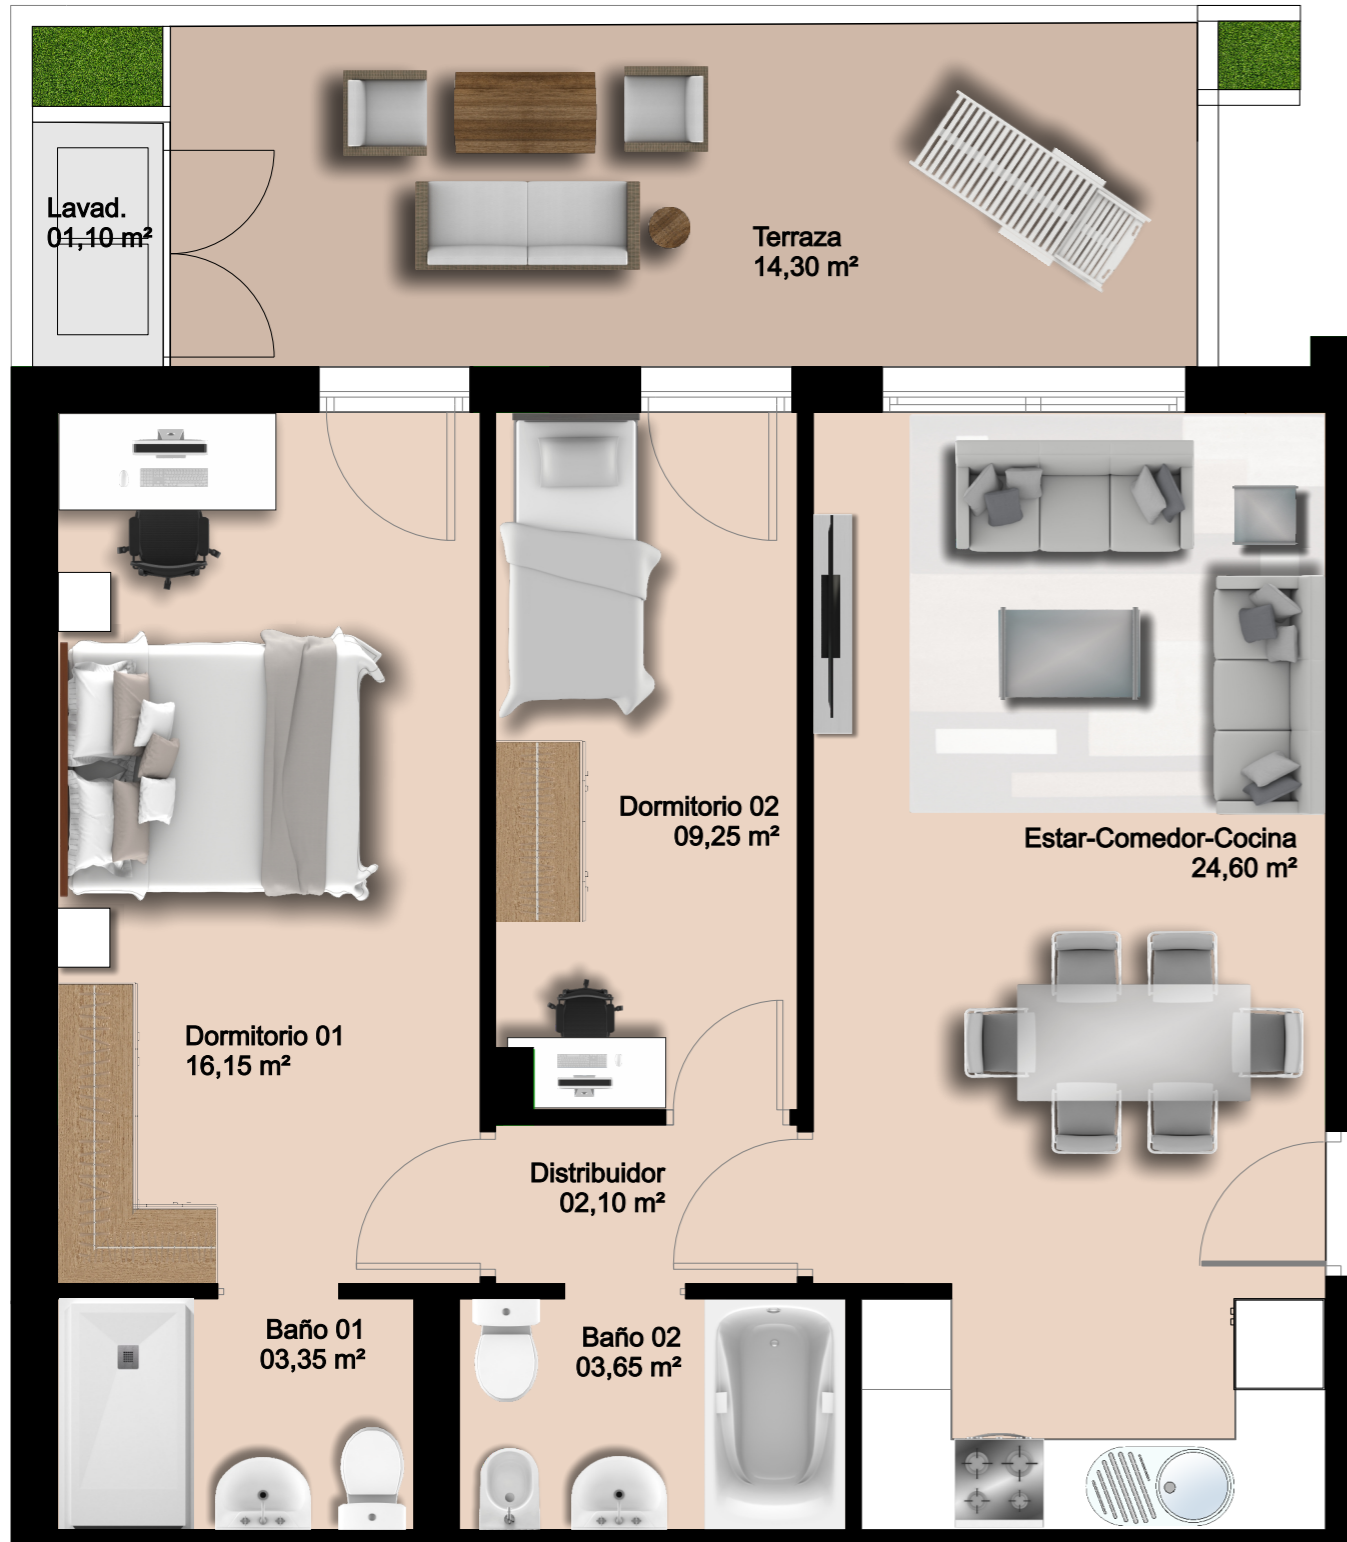 Lavad.
01,10 m²
Terraza
14,30 m²
Dormitorio 02
09,25 m²
Estar-Comedor-Cocina
24,60 m²
Dormitorio 01
16,15 m²
Distribuidor
02,10 m²
Baño 01
03,35 m²
Baño 02
03,65 m²